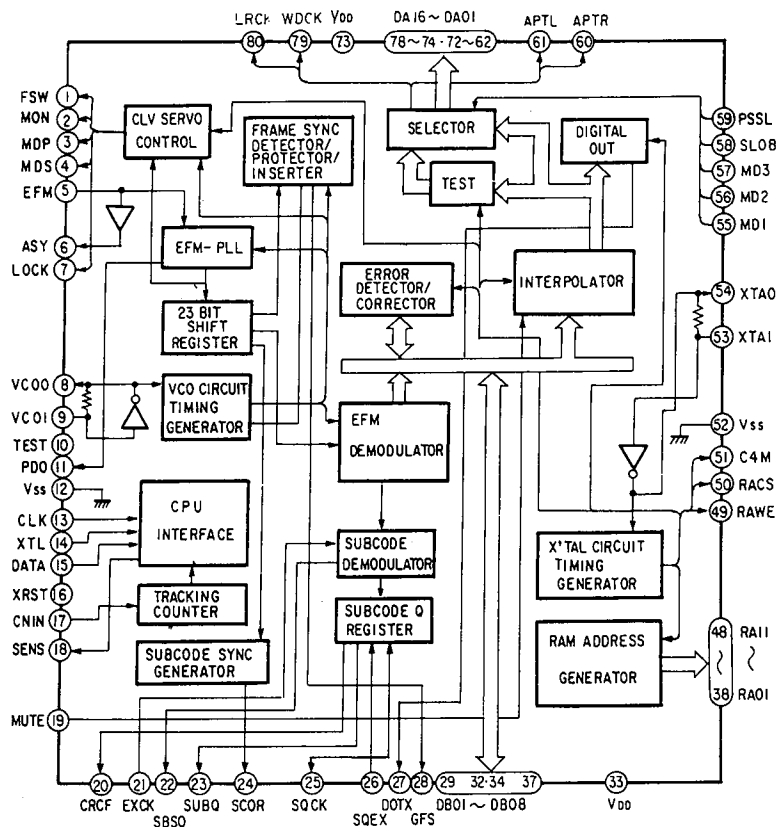 LRCK WDCK VDD DA16~DA01 APTL APTR
80 79 73 78~74·72~62 61 60
FSW 1
MON 2
MDP 3
MDS 4
EFM 5
ASY 6
LOCK 7
VCOO 8
VCOI 9
TEST 10
PDO 11
Vss 12
CLK 13
XTL 14
DATA 15
XRST 16
CNIN 17
SENS 18
MUTE 19
CLV SERVO
CONTROL
FRAME SYNC
DETECTOR/
PROTECTOR/
INSERTER
SELECTOR
TEST
DIGITAL
OUT
EFM-PLL
23 BIT
SHIFT
REGISTER
ERROR
DETECTOR/
CORRECTOR
INTERPOLATOR
VCO CIRCUIT
TIMING
GENERATOR
EFM
DEMODULATOR
CPU
INTERFACE
TRACKING
COUNTER
SUBCODE SYNC
GENERATOR
SUBCODE
DEMODULATOR
SUBCODE Q
REGISTER
X'TAL CIRCUIT
TIMING
GENERATOR
RAM ADDRESS
GENERATOR
59 PSSL
58 SLOB
57 MD3
56 MD2
55 MD1
54 XTAO
53 XTAI
52 Vss
51 C4M
50 RACS
49 RAWE
48 RA11
~
38 RA01
20 21 22 23 24 25 26 27 28 29 32·34 37 33
CRCF EXCK SBSO SUBQ SCOR SQCK SQEX DOTX GFS DB01~DB08 VDD